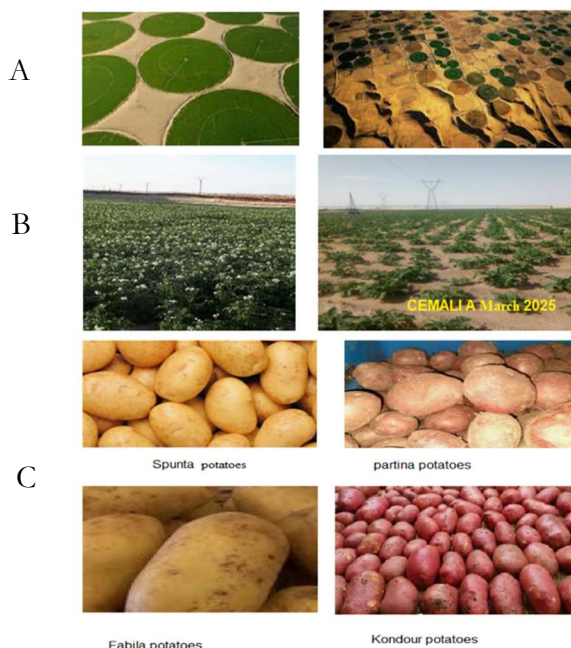 A
B
CEMALI A March 2025
Spunta potatoes
partina potatoes
C
Fabila potatoes
Kondour potatoes